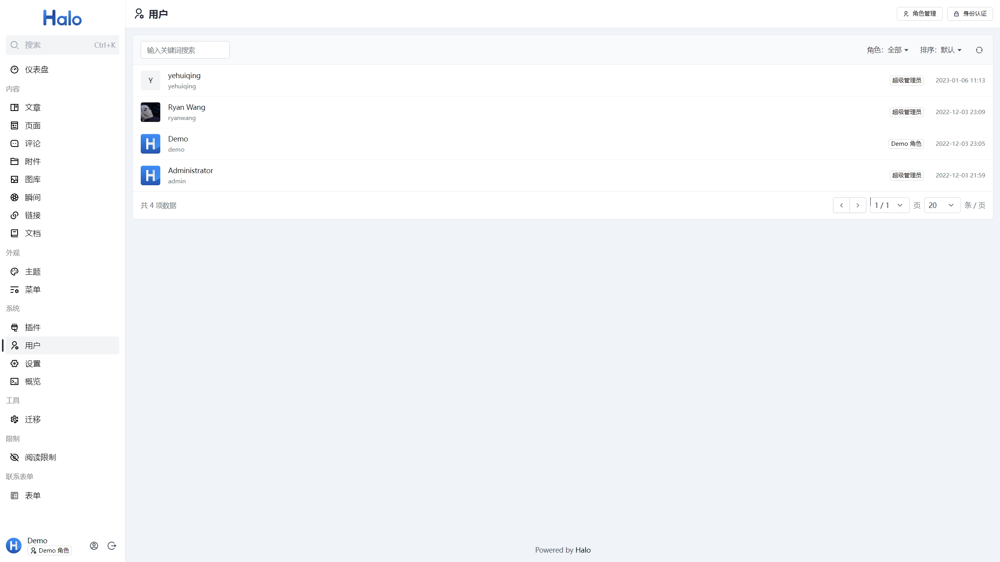 Halo
搜索 Ctrl+K
仪表盘
内容
文章
页面
评论
附件
图库
瞬间
链接
文档
外观
主题
菜单
系统
插件
用户
设置
概览
工具
迁移
限制
阅读限制
联系表单
表单
Demo
Demo 角色
用户
角色管理 身份认证
输入关键词搜索 角色: 全部 排序: 默认
Y
yehuiqing
yehuiqing
超级管理员 2023-01-06 11:13
Ryan Wang
ryanwang
超级管理员 2022-12-03 23:09
Demo
demo
Demo 角色 2022-12-03 23:05
Administrator
admin
超级管理员 2022-12-03 21:59
共 4 项数据 1 / 1 页 20 条 / 页
Powered by Halo